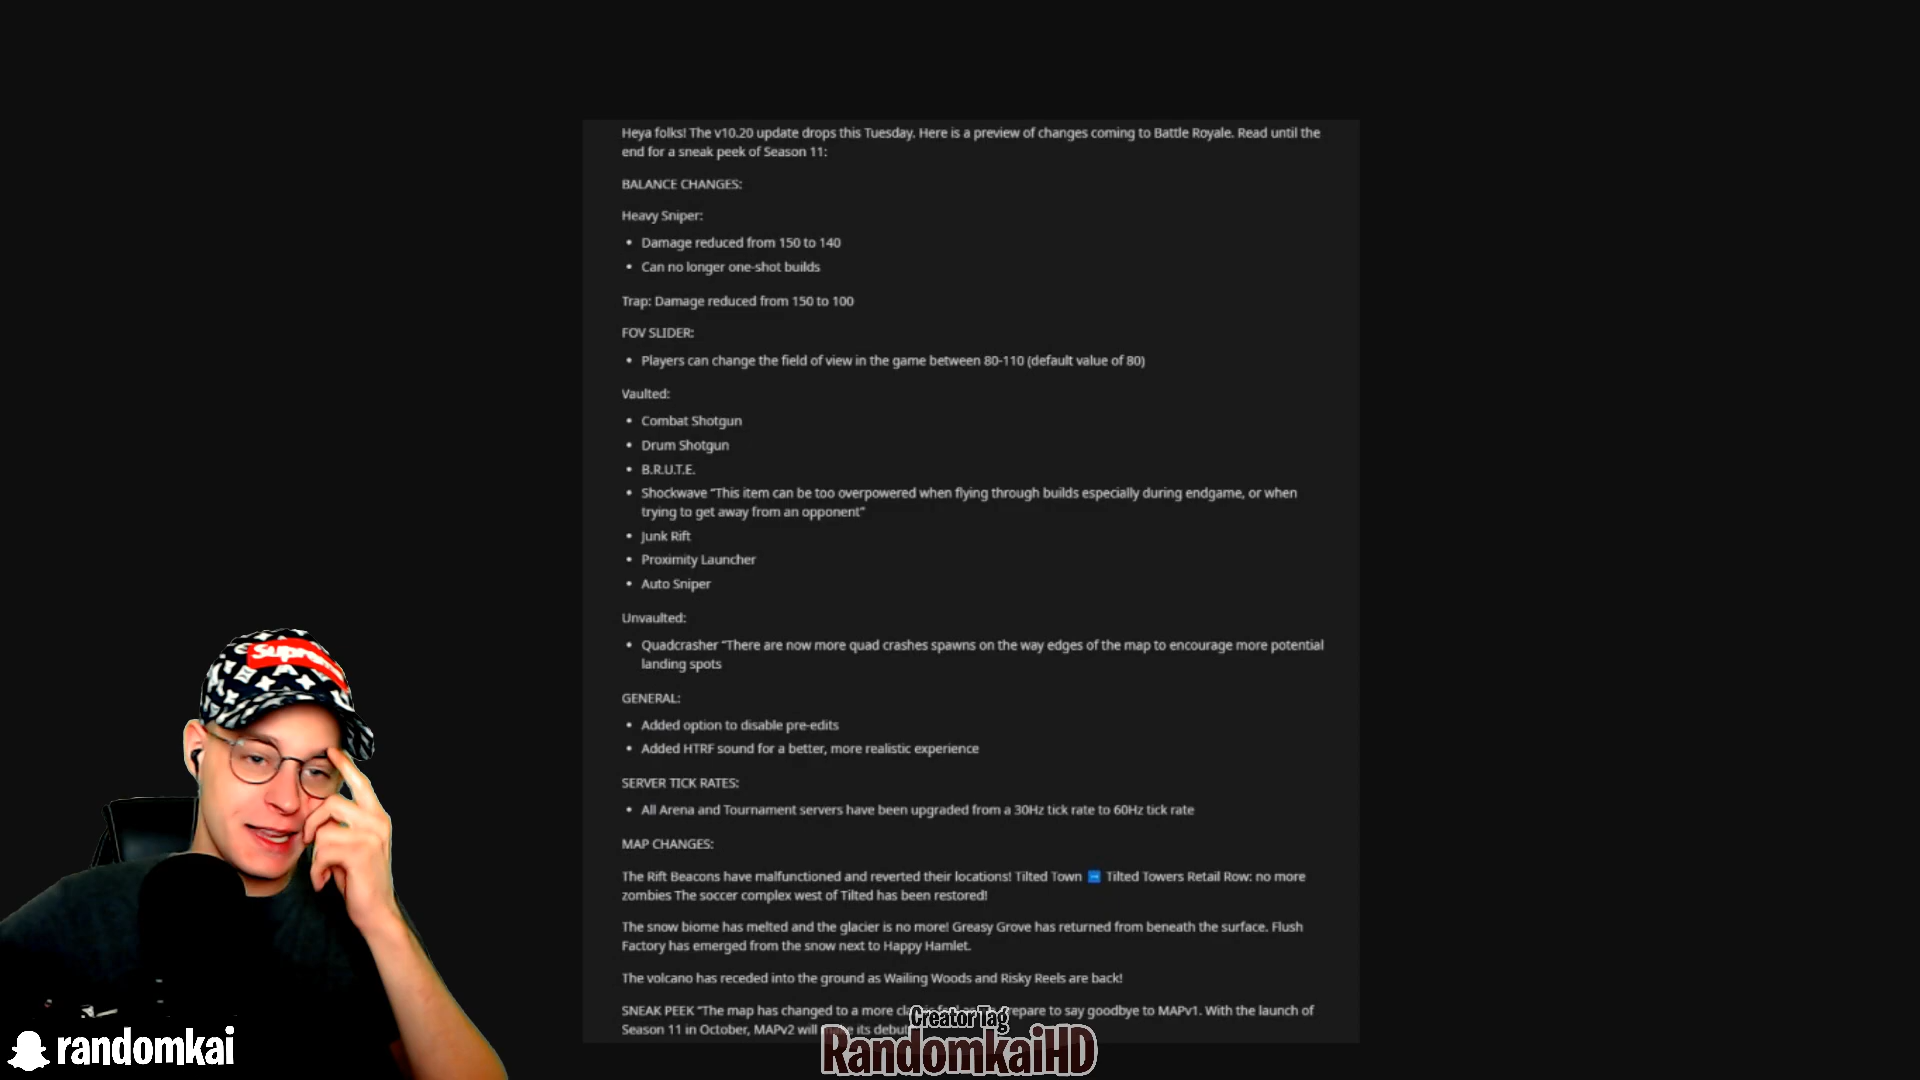 Heya folks! The v10.20 update drops this Tuesday. Here is a preview of changes coming to Battle Royale. Read until the
end for a sneak peek of Season 11:
BALANCE CHANGES:
Heavy Sniper:
• Damage reduced from 150 to 140
• Can no longer one-shot builds
Trap: Damage reduced from 150 to 100
FOV SLIDER:
• Players can change the field of view in the game between 80-110 (default value of 80)
Vaulted:
• Combat Shotgun
• Drum Shotgun
• B.R.U.T.E.
• Shockwave “This item can be too overpowered when flying through builds especially during endgame, or when
trying to get away from an opponent”
• Junk Rift
• Proximity Launcher
• Auto Sniper
Unvaulted:
• Quadcrasher “There are now more quad crashes spawns on the way edges of the map to encourage more potential
landing spots
GENERAL:
• Added option to disable pre-edits
• Added HTRF sound for a better, more realistic experience
SERVER TICK RATES:
• All Arena and Tournament servers have been upgraded from a 30Hz tick rate to 60Hz tick rate
MAP CHANGES:
The Rift Beacons have malfunctioned and reverted their locations! Tilted Town ➡ Tilted Towers Retail Row: no more
zombies The soccer complex west of Tilted has been restored!
The snow biome has melted and the glacier is no more! Greasy Grove has returned from beneath the surface. Flush
Factory has emerged from the snow next to Happy Hamlet.
The volcano has receded into the ground as Wailing Woods and Risky Reels are back!
SNEAK PEEK “The map has changed to a more repare to say goodbye to MAPv1. With the launch of
Season 11 in October, MAPv2 will its debut
Supreme
Creator Tag
RandomkaiHD
randomkai